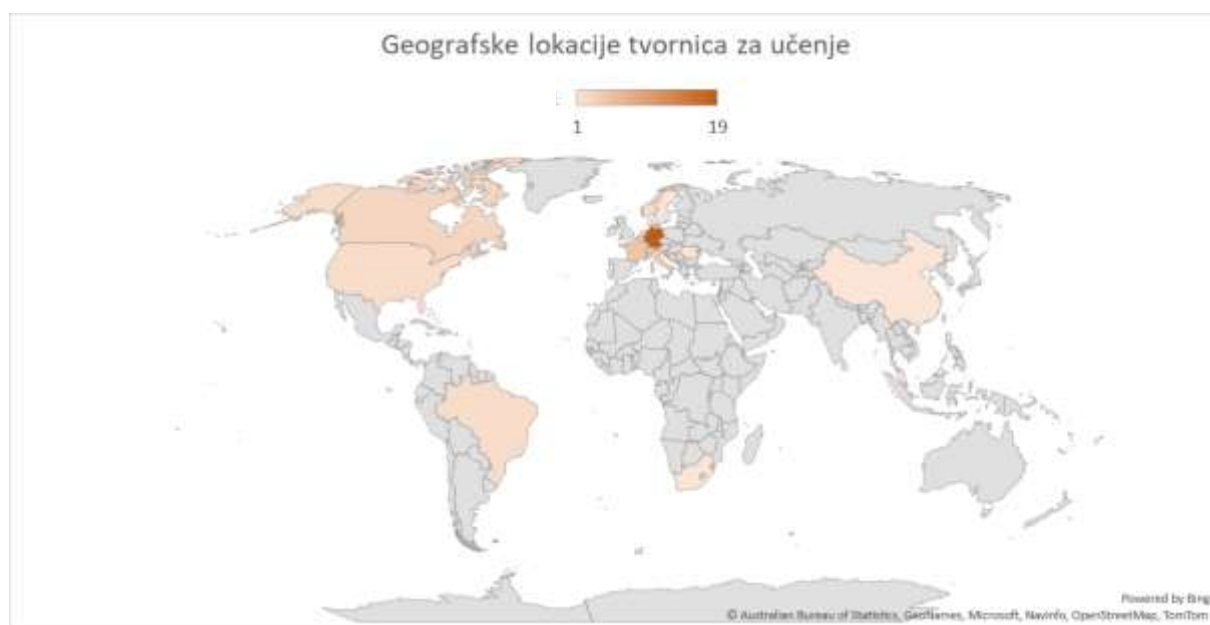 Geografske lokacije tvornica za učenje
1 19
Powered by Bing
© Australian Bureau of Statistics, GeoNames, Microsoft, Navinfo, OpenStreetMap, TomTom